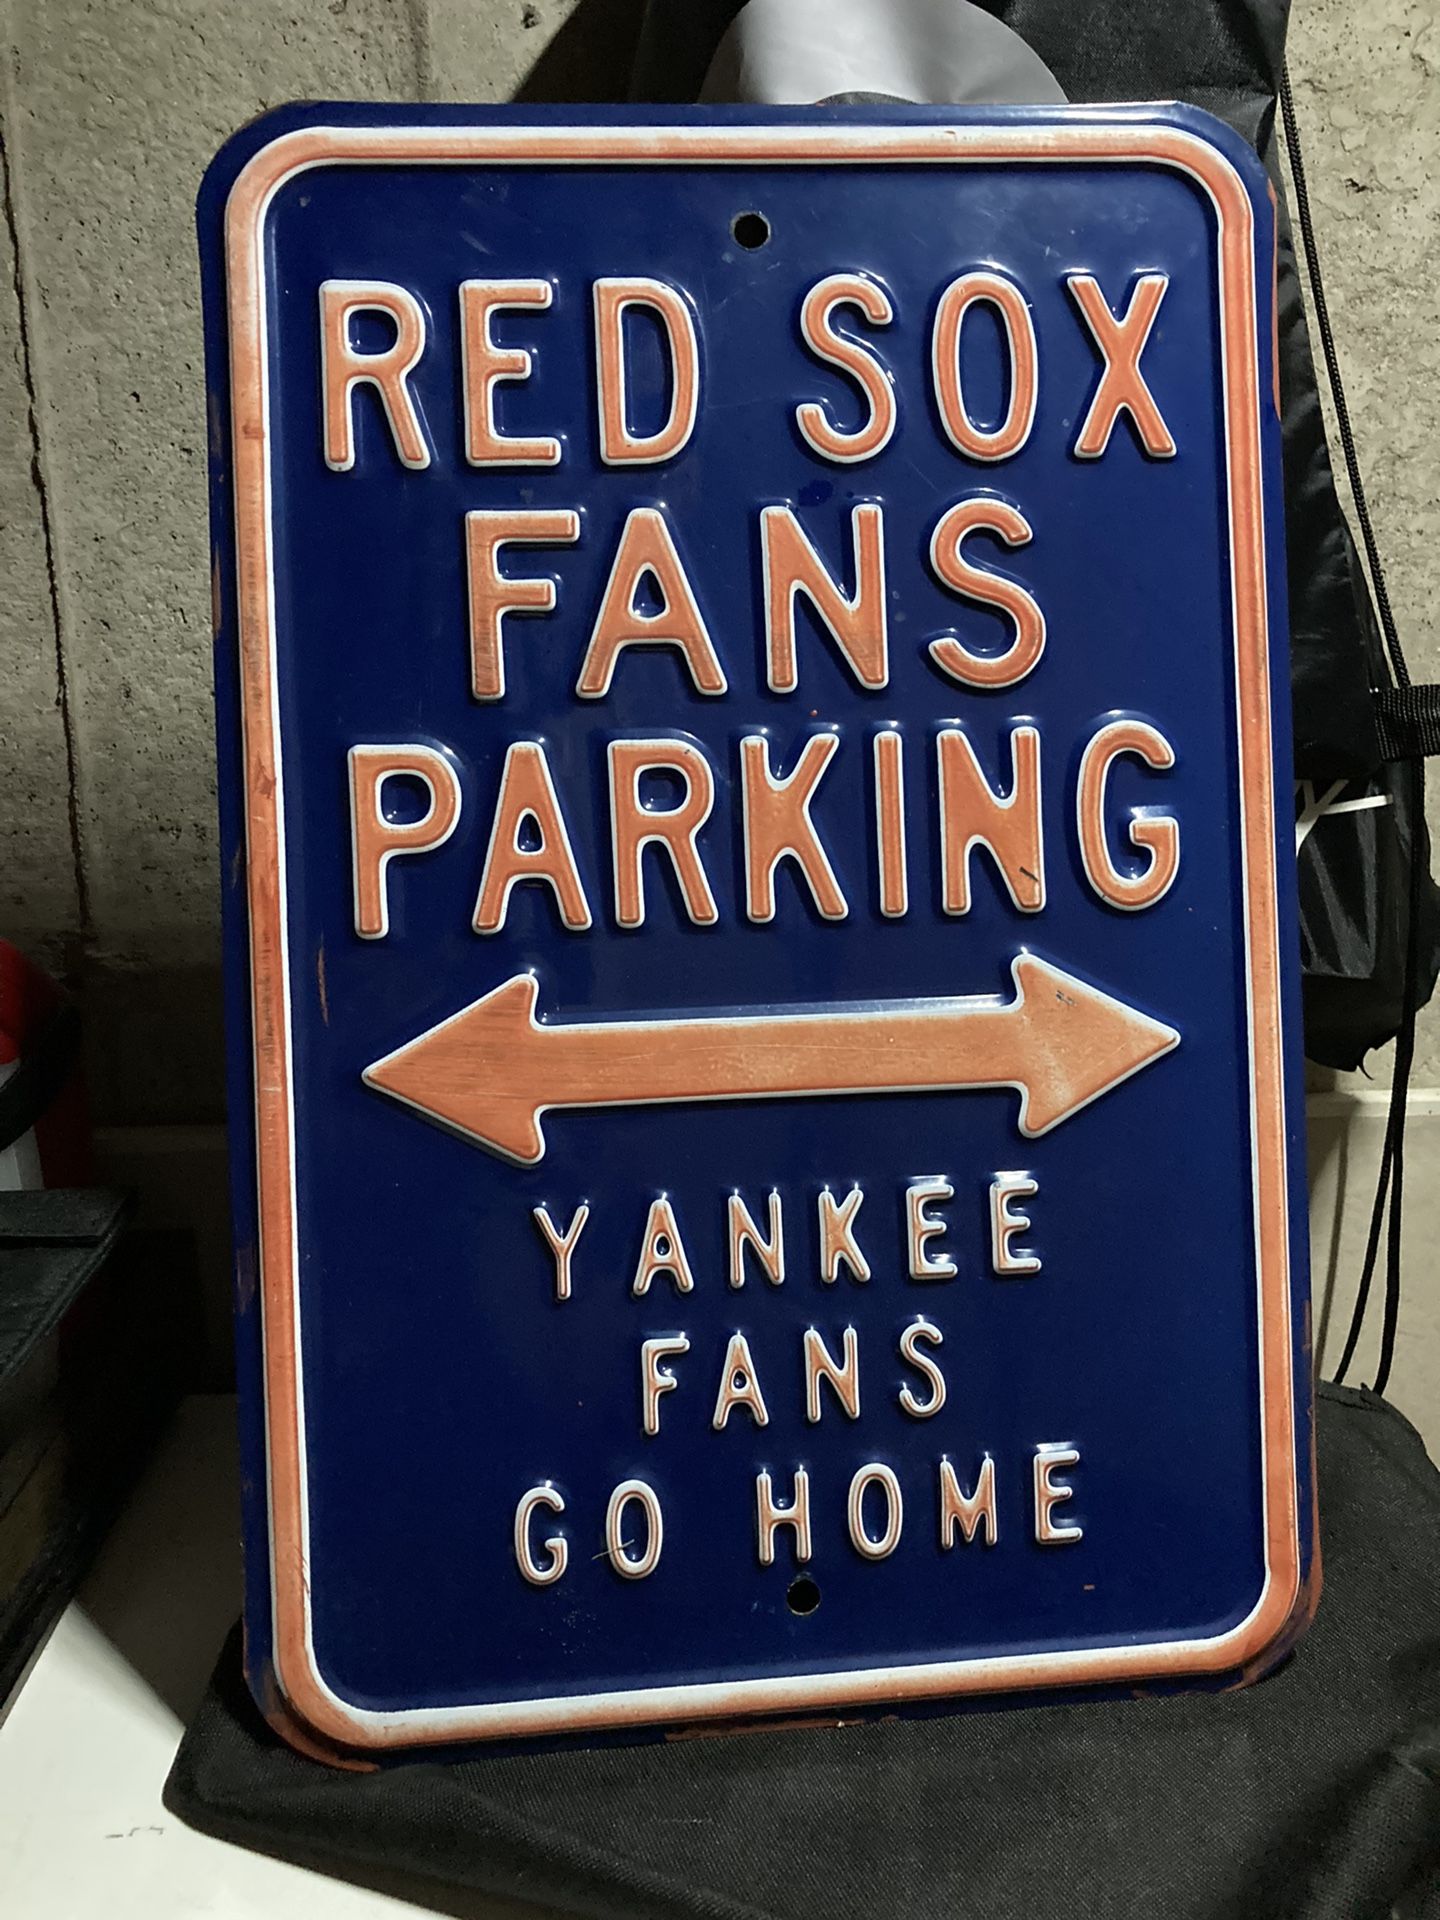 RED SOX
FANS
PARKING
YANKEE
FANS
GO HOME